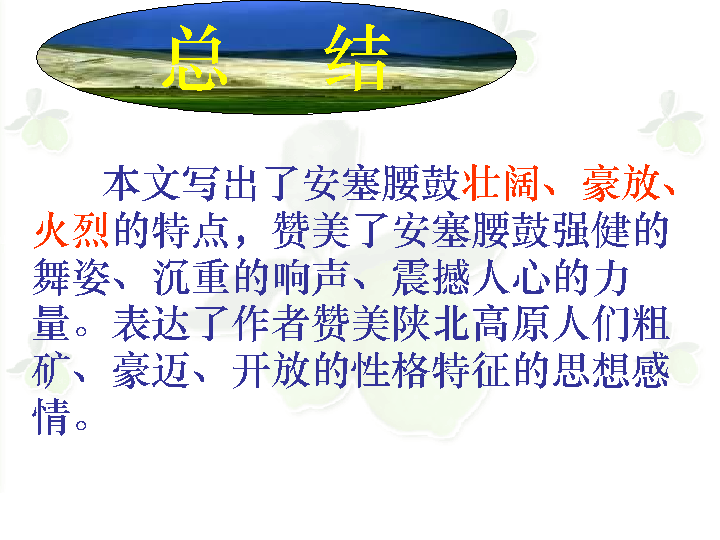 总 结
本文写出了安塞腰鼓壮阔、豪放、
火烈的特点，赞美了安塞腰鼓强健的
舞姿、沉重的响声、震撼人心的力
量。表达了作者赞美陕北高原人们粗
矿、豪迈、开放的性格特征的思想感
情。